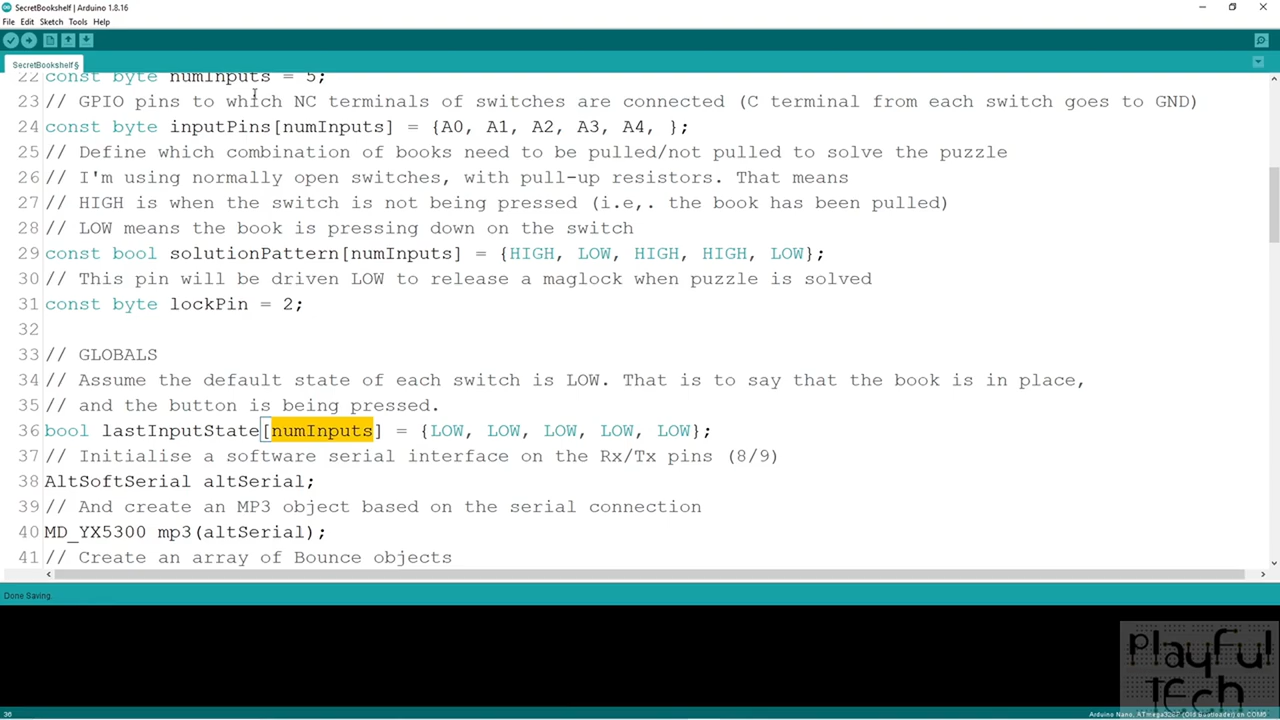 SecretBookshelf | Arduino 1.8.16
File Edit Sketch Tools Help
SecretBookshelf §
22 const byte numInputs = 5;
23 // GPIO pins to which NC terminals of switches are connected (C terminal from each switch goes to GND)
24 const byte inputPins[numInputs] = {A0, A1, A2, A3, A4, };
25 // Define which combination of books need to be pulled/not pulled to solve the puzzle
26 // I'm using normally open switches, with pull-up resistors. That means
27 // HIGH is when the switch is not being pressed (i.e,. the book has been pulled)
28 // LOW means the book is pressing down on the switch
29 const bool solutionPattern[numInputs] = {HIGH, LOW, HIGH, HIGH, LOW};
30 // This pin will be driven LOW to release a maglock when puzzle is solved
31 const byte lockPin = 2;
32
33 // GLOBALS
34 // Assume the default state of each switch is LOW. That is to say that the book is in place,
35 // and the button is being pressed.
36 bool lastInputState[numInputs] = {LOW, LOW, LOW, LOW, LOW};
37 // Initialise a software serial interface on the Rx/Tx pins (8/9)
38 AltSoftSerial altSerial;
39 // And create an MP3 object based on the serial connection
40 MD_YX5300 mp3(altSerial);
41 // Create an array of Bounce objects
Done Saving.
PlayFul
TEch
36